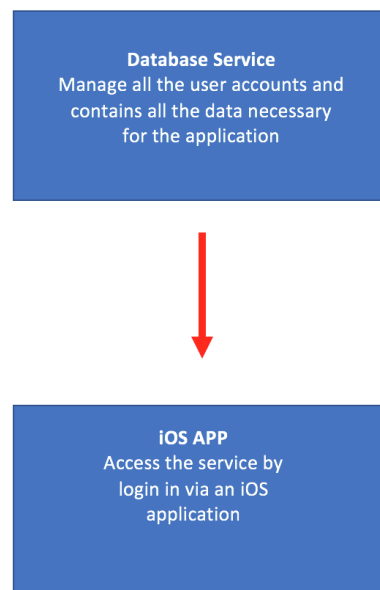 Database Service
Manage all the user accounts and
contains all the data necessary
for the application
iOS APP
Access the service by
login in via an iOS
application